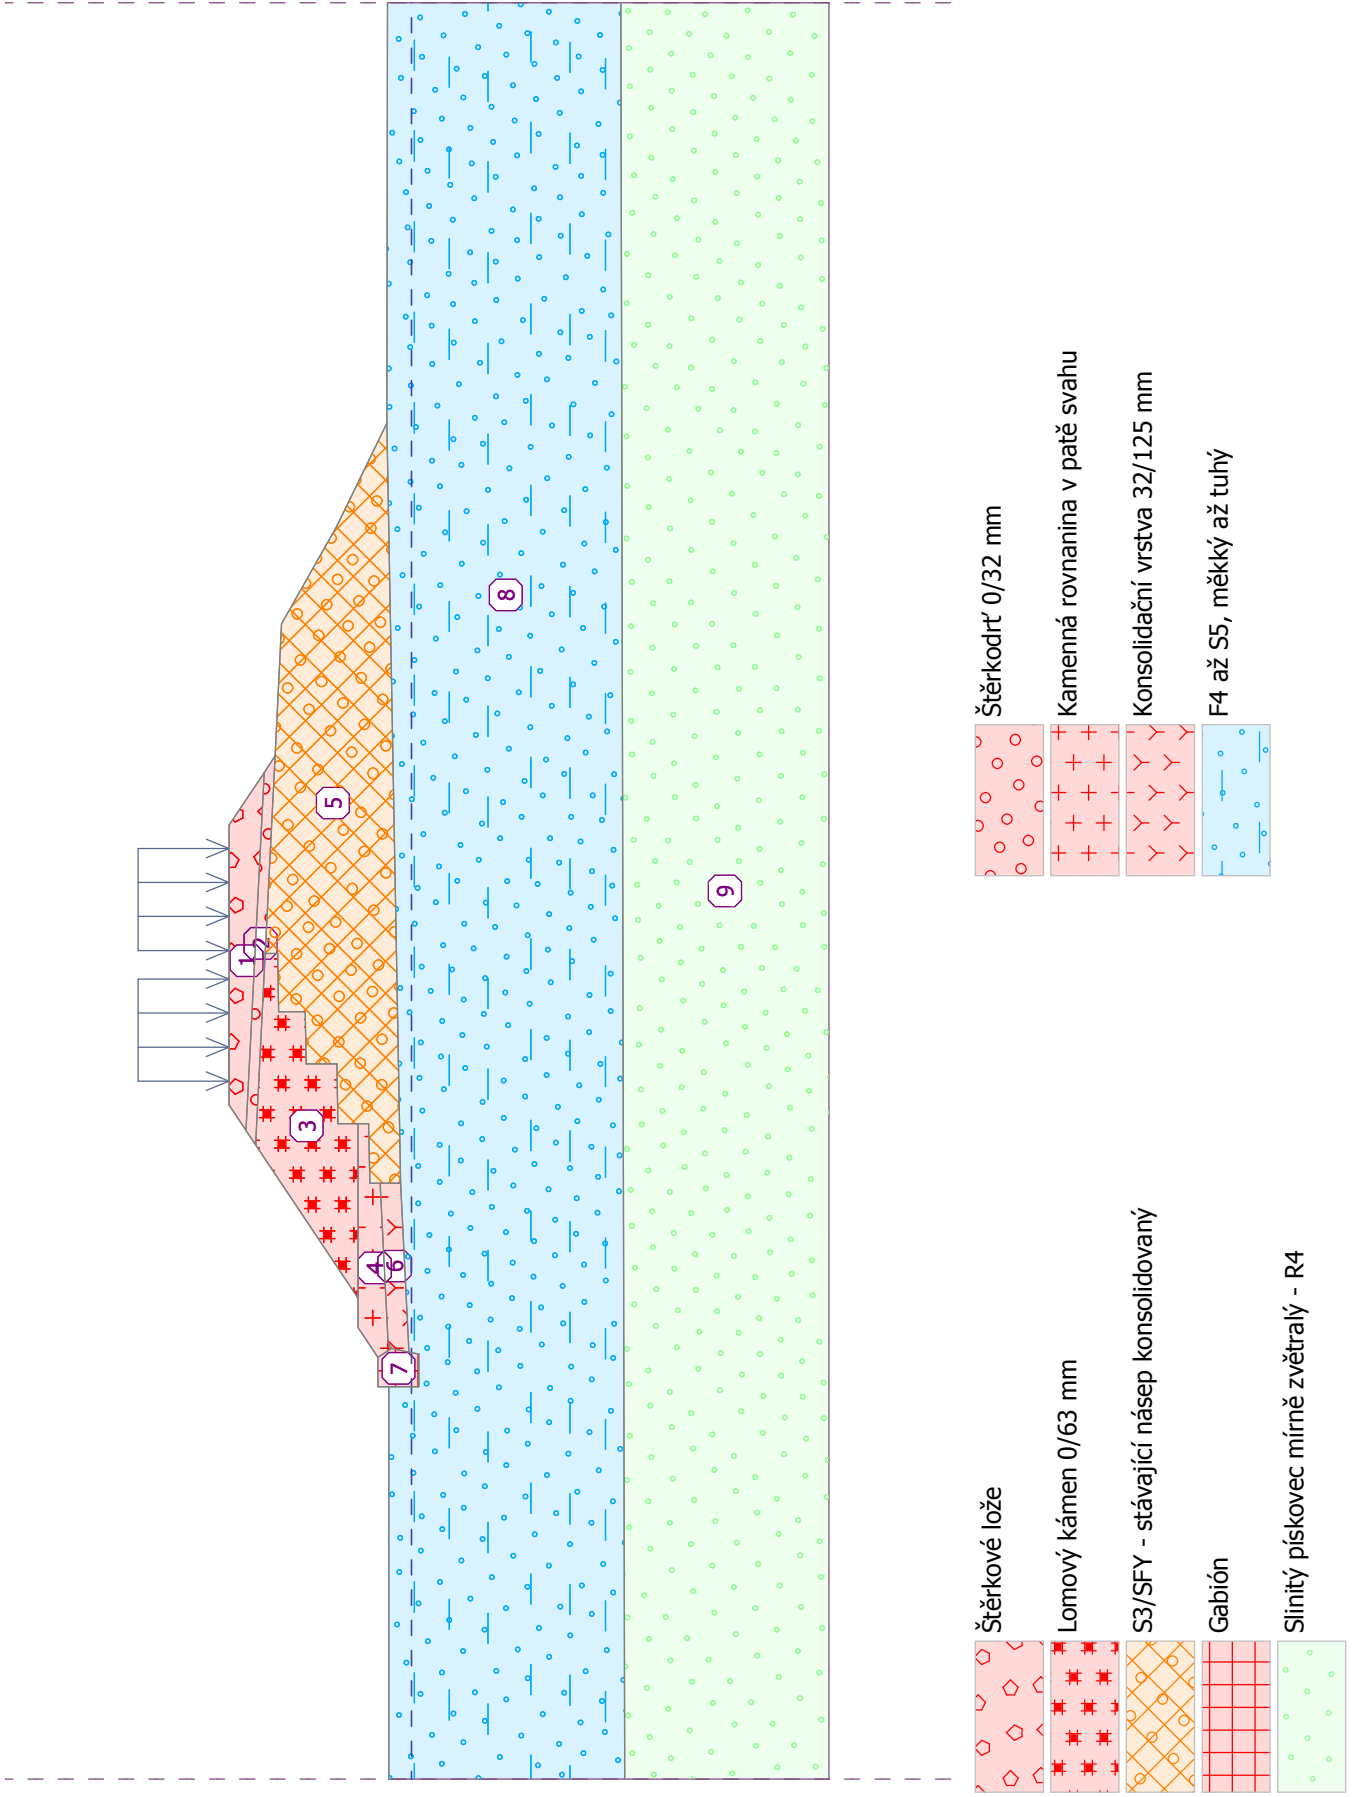 1
2
3
4
5
6
7
8
9
Štěrkové lože
Štěrkodrť 0/32 mm
Lomový kámen 0/63 mm
Kamenná rovnanina v patě svahu
S3/SFY - stávající násep konsolidovaný
Konsolidační vrstva 32/125 mm
Gabión
F4 až S5, měkký až tuhý
Slinitý pískovec mírně zvětralý - R4